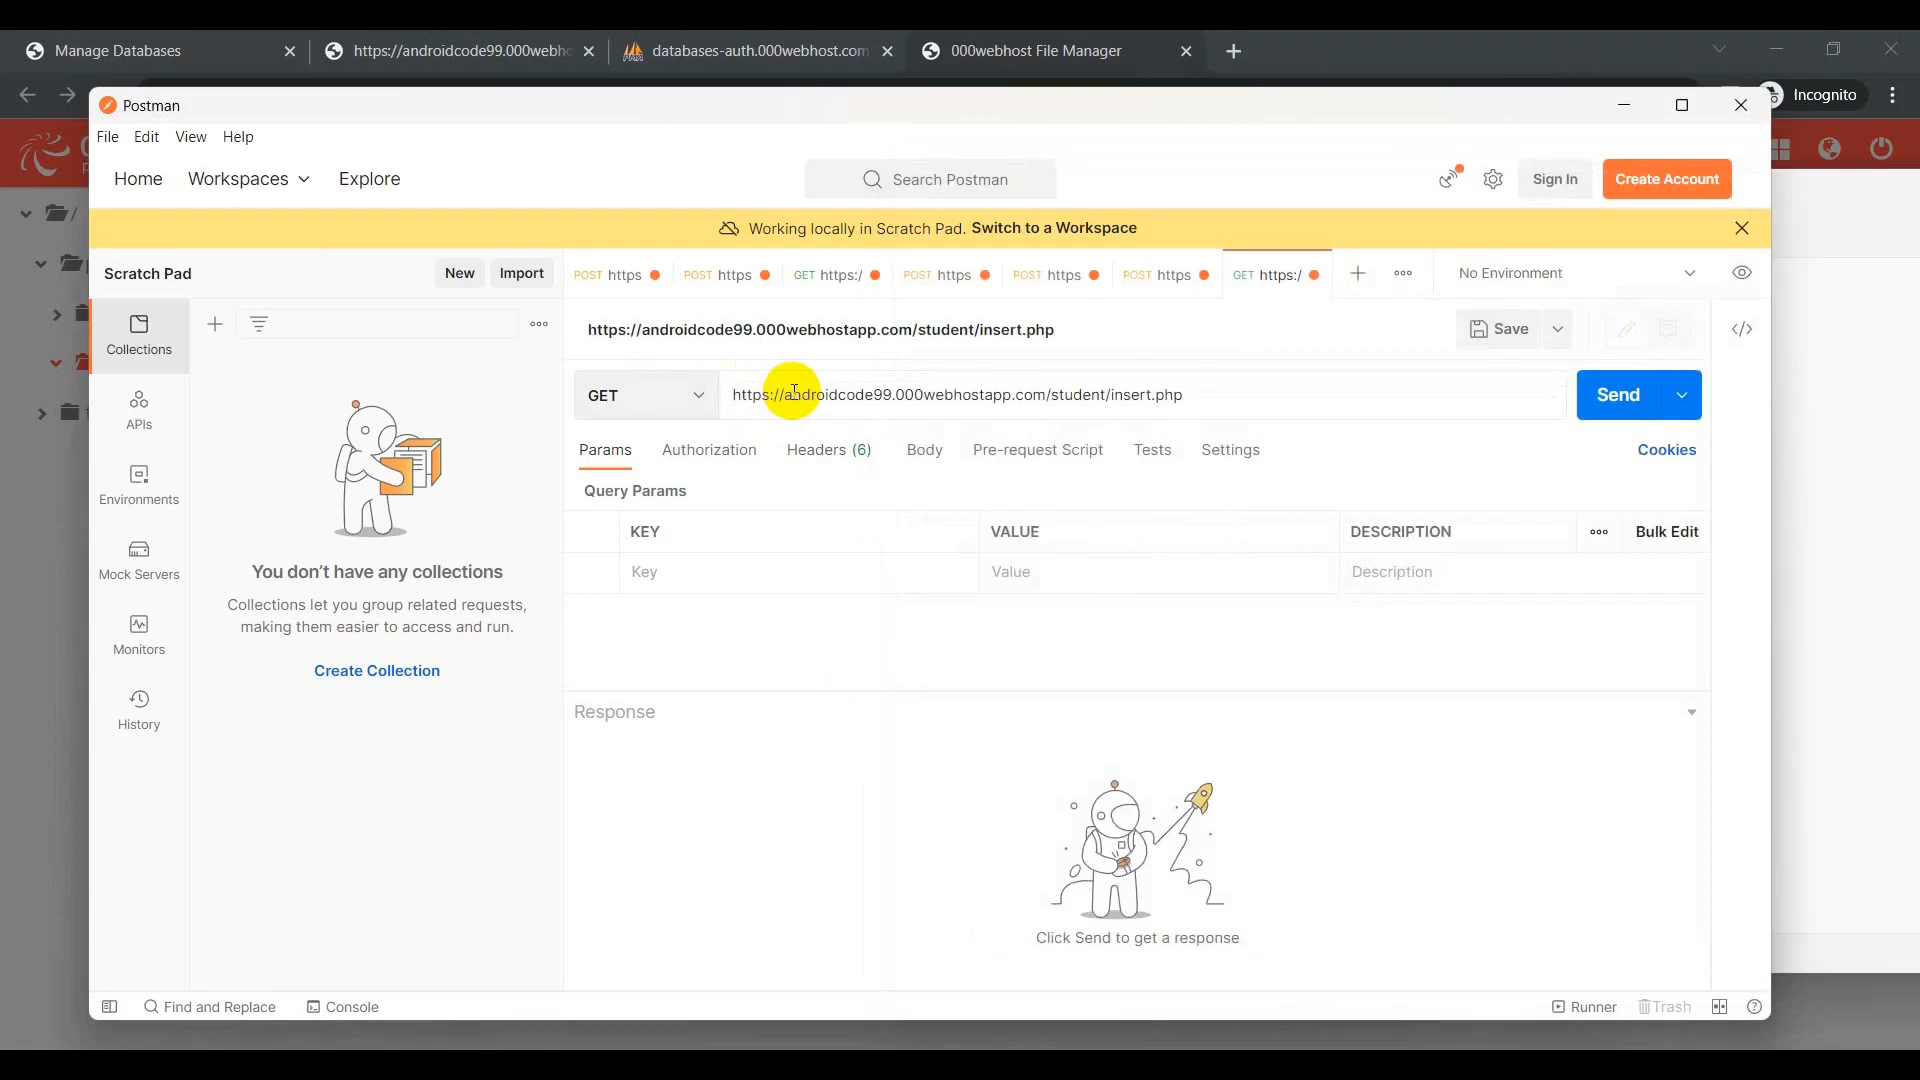 Manage Databases
https://androidcode99.000webho
databases-auth.000webhost.com
000webhost File Manager
Incognito
Postman
File Edit View Help
Home Workspaces Explore
Search Postman
Sign In
Create Account
Working locally in Scratch Pad. Switch to a Workspace
Scratch Pad
New
Import
POST https
POST https
GET https:/
POST https
POST https
POST https
GET https:/
No Environment
https://androidcode99.000webhostapp.com/student/insert.php
Save
GET
https://androidcode99.000webhostapp.com/student/insert.php
Send
Params Authorization Headers (6) Body Pre-request Script Tests Settings
Cookies
Query Params
KEY VALUE DESCRIPTION
Bulk Edit
Key Value Description
Collections
APIs
Environments
Mock Servers
Monitors
History
You don't have any collections
Collections let you group related requests,
making them easier to access and run.
Create Collection
Response
Click Send to get a response
Find and Replace
Console
Runner
Trash
/